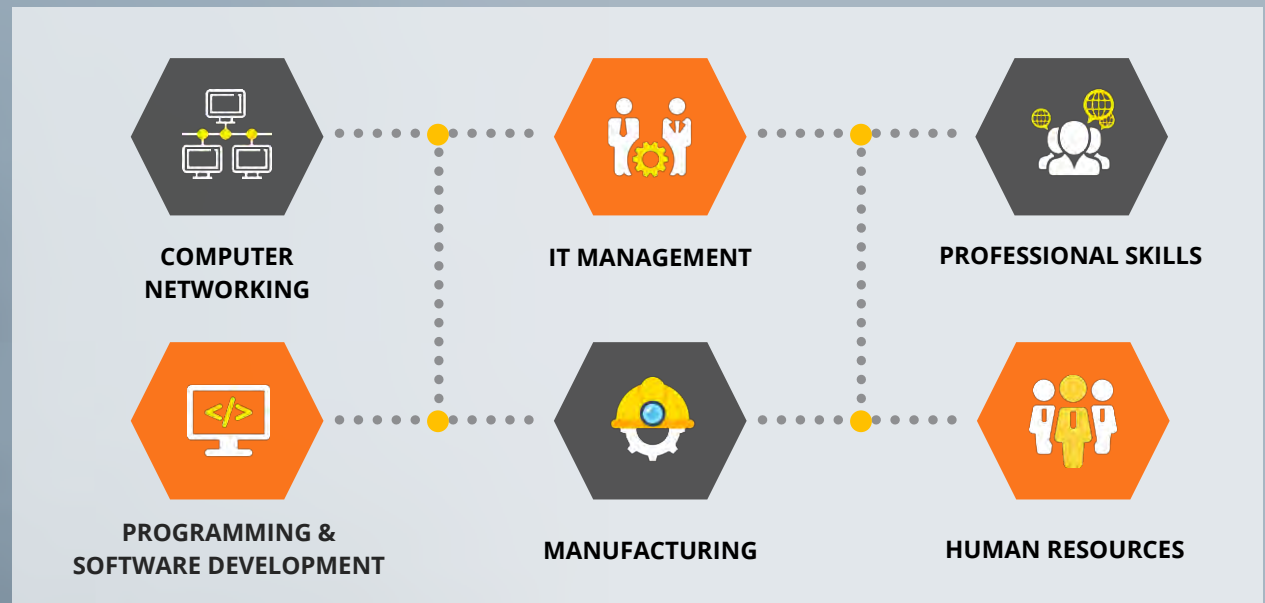 COMPUTER
NETWORKING
IT MANAGEMENT
PROFESSIONAL SKILLS
</>
PROGRAMMING &
SOFTWARE DEVELOPMENT
MANUFACTURING
HUMAN RESOURCES